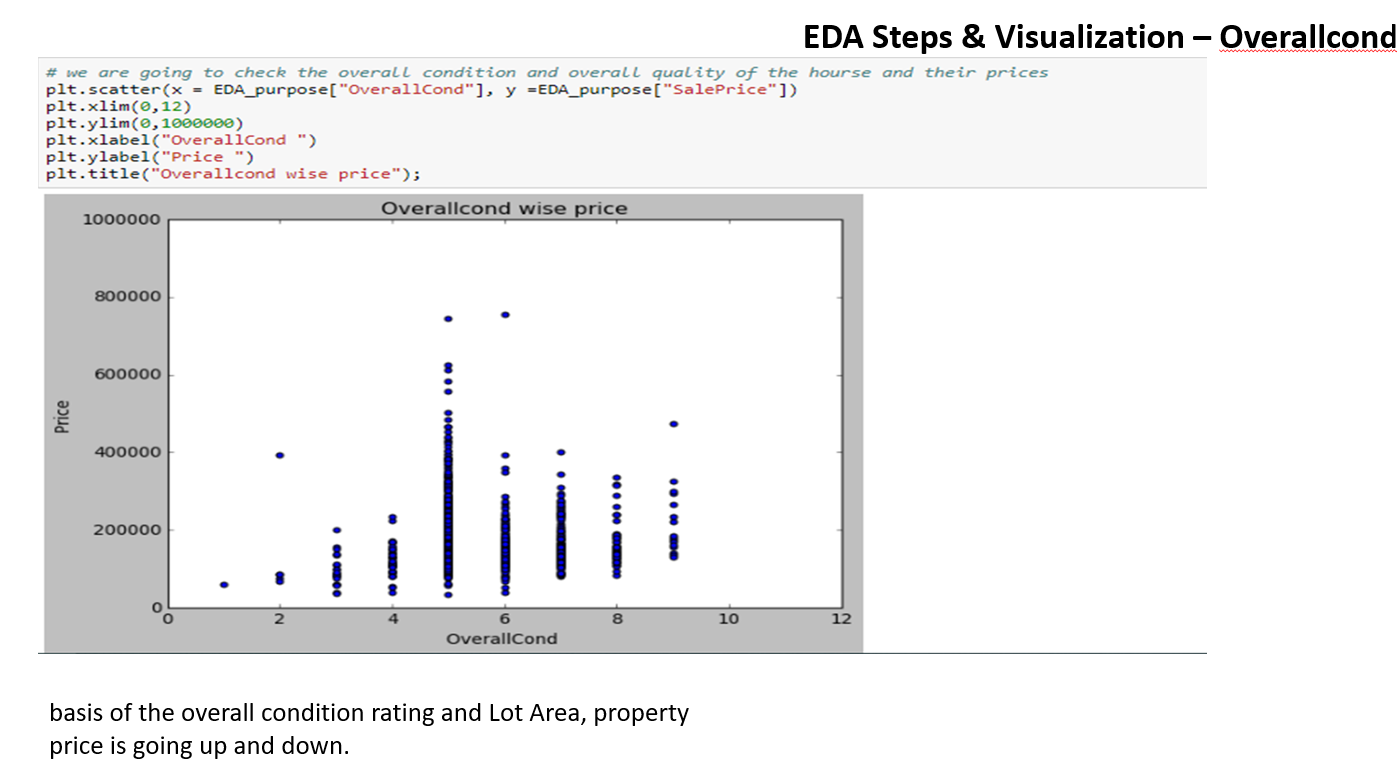 EDA Steps & Visualization – Overallcond
# we are going to check the overall condition and overall quality of the hourse and their prices
plt.scatter(x = EDA_purpose["OverallCond"], y =EDA_purpose["SalePrice"])
plt.xlim(0,12)
plt.ylim(0,1000000)
plt.xlabel("OverallCond ")
plt.ylabel("Price ")
plt.title("Overallcond wise price");
Overallcond wise price
1000000
800000
600000
400000
200000
0
Price
0 2 4 6 8 10 12
OverallCond
basis of the overall condition rating and Lot Area, property
price is going up and down.